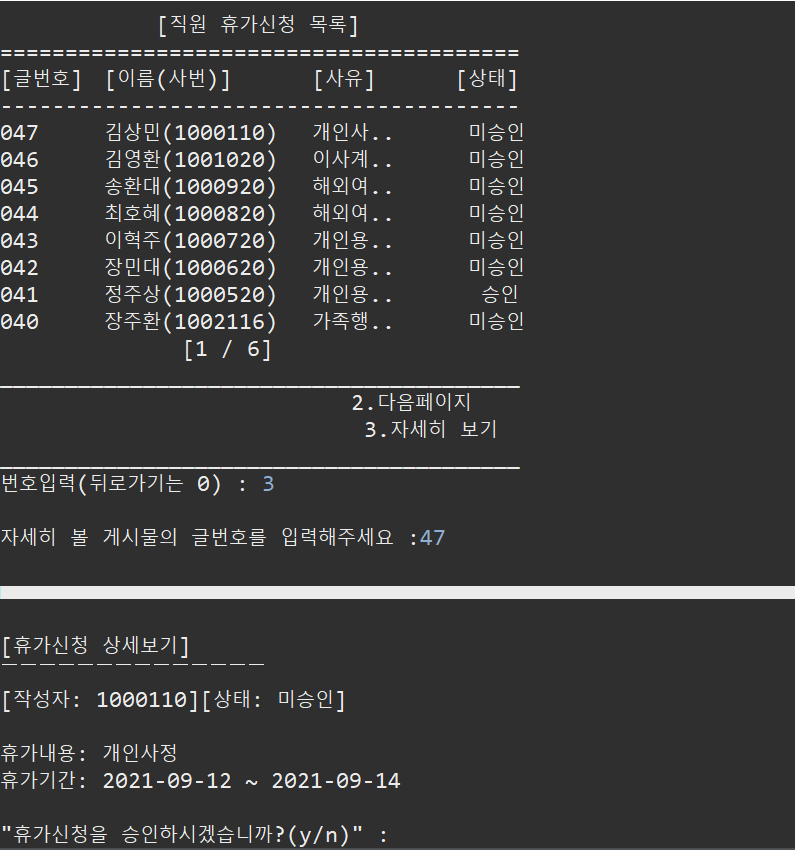 [직원 휴가신청 목록]
========================================
[글번호] [이름(사번)] [사유] [상태]
----------------------------------------
047 김상민(1000110) 개인사.. 미승인
046 김영환(1001020) 이사계.. 미승인
045 송환대(1000920) 해외여.. 미승인
044 최호혜(1000820) 해외여.. 미승인
043 이혁주(1000720) 개인용.. 미승인
042 장민대(1000620) 개인용.. 미승인
041 정주상(1000520) 개인용.. 승인
040 장주환(1002116) 가족행.. 미승인
[1 / 6]
________________________________________
2.다음페이지
3.자세히 보기
________________________________________
번호입력(뒤로가기는 0) : 3
자세히 볼 게시물의 글번호를 입력해주세요 :47
[휴가신청 상세보기]
――――――――――――――
[작성자: 1000110][상태: 미승인]
휴가내용: 개인사정
휴가기간: 2021-09-12 ~ 2021-09-14
"휴가신청을 승인하시겠습니까?(y/n)" :